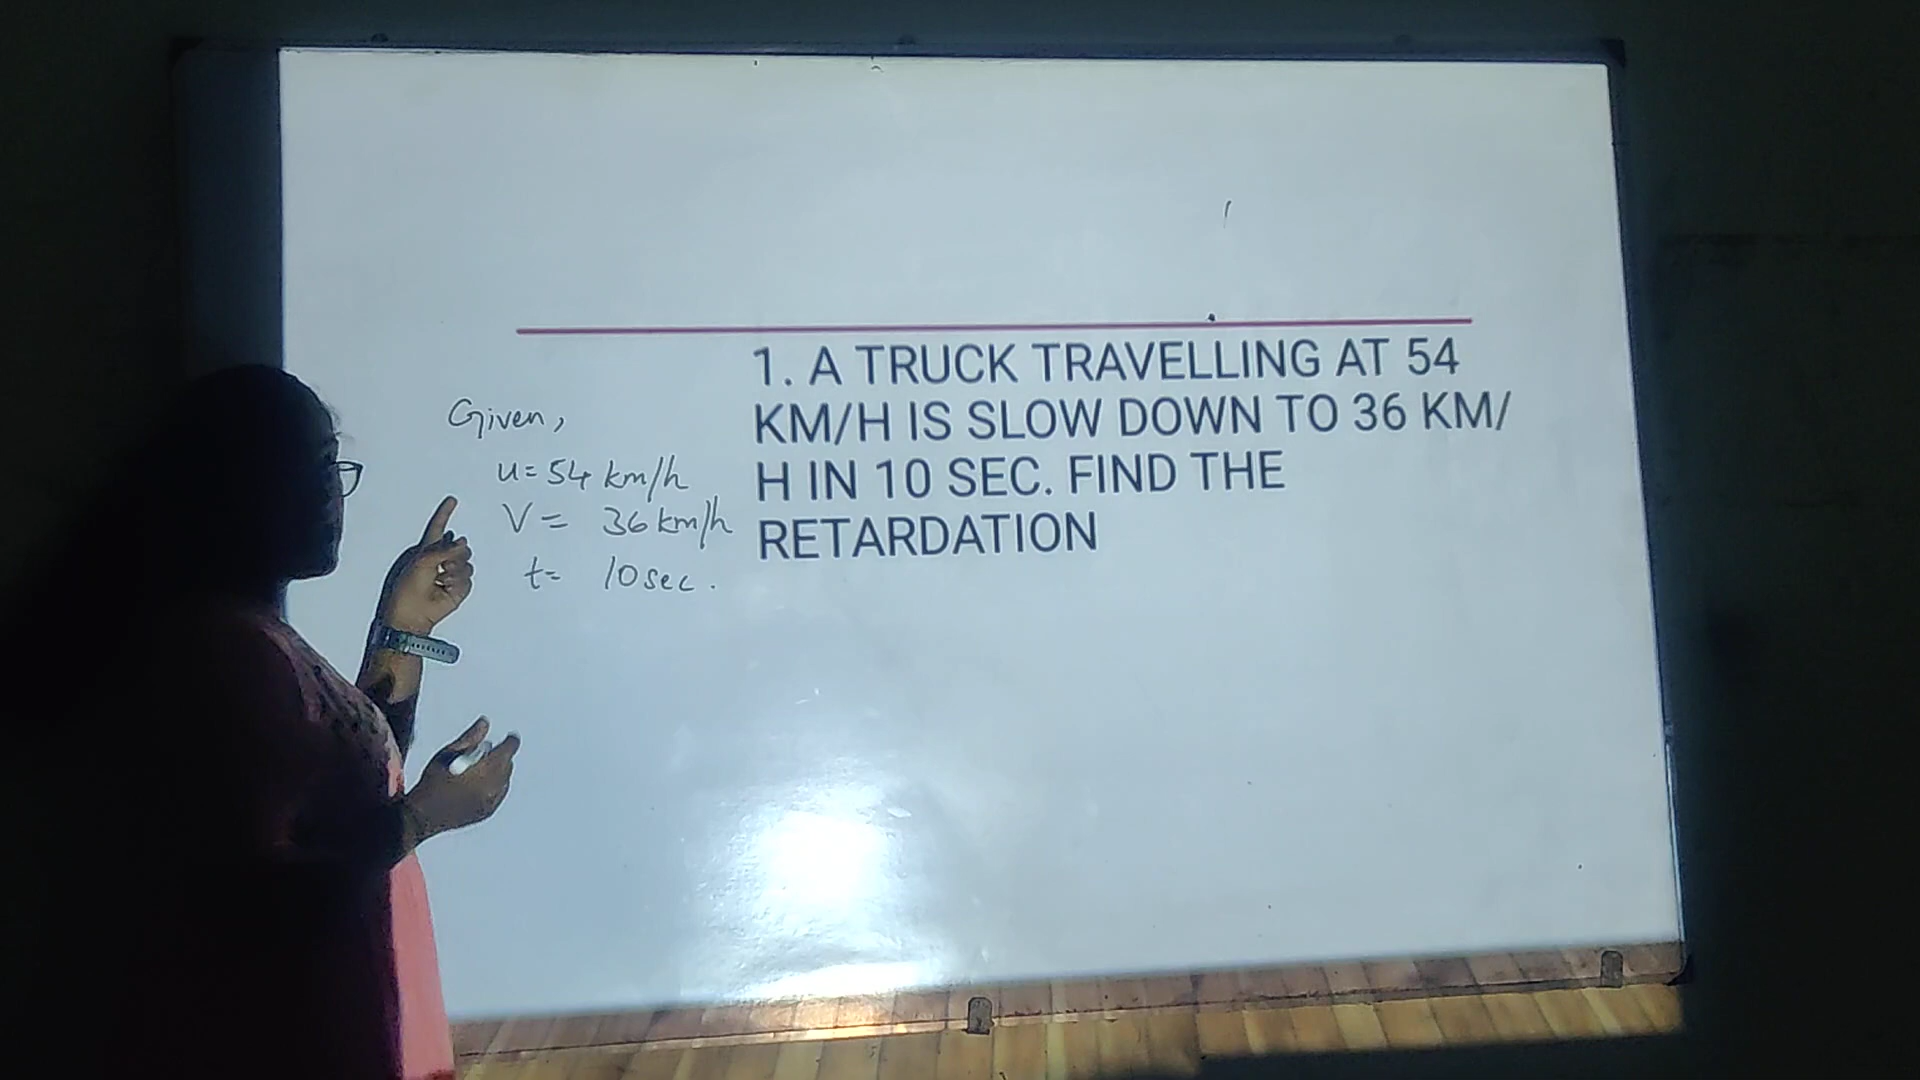 1. A TRUCK TRAVELLING AT 54
KM/H IS SLOW DOWN TO 36 KM/
H IN 10 SEC. FIND THE
RETARDATION
Given,
u = 54 km/h
V = 36 km/h
t = 10 sec.